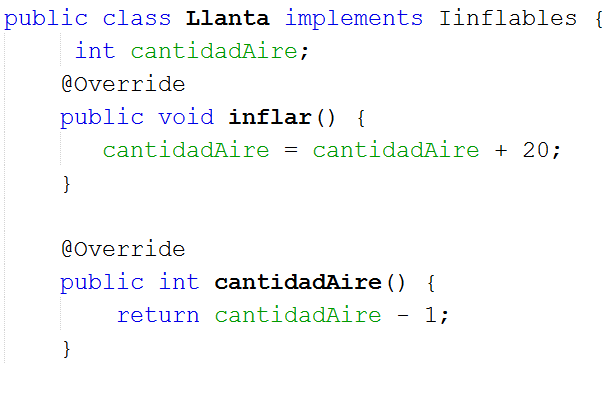 public class Llanta implements Iinflables {
int cantidadAire;
@Override
public void inflar() {
cantidadAire = cantidadAire + 20;
}
@Override
public int cantidadAire() {
return cantidadAire - 1;
}